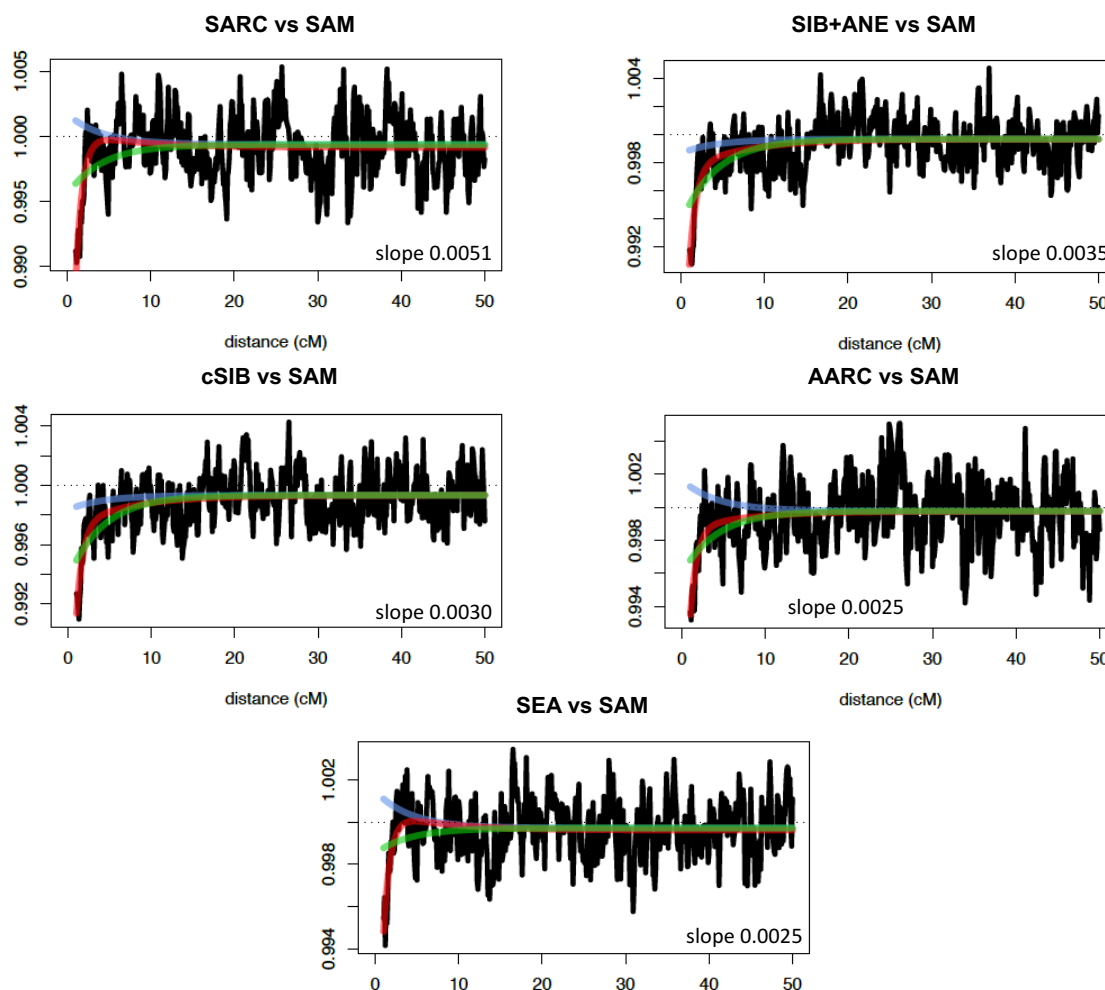 SARC vs SAM
1.005
1.000
0.995
0.990
slope 0.0051
0 10 20 30 40 50
distance (cM)
SIB+ANE vs SAM
1.004
0.998
0.992
slope 0.0035
0 10 20 30 40 50
distance (cM)
cSIB vs SAM
1.004
1.000
0.996
0.992
slope 0.0030
0 10 20 30 40 50
distance (cM)
AARC vs SAM
1.002
0.998
0.994
slope 0.0025
0 10 20 30 40 50
distance (cM)
SEA vs SAM
1.002
0.998
0.994
slope 0.0025
0 10 20 30 40 50